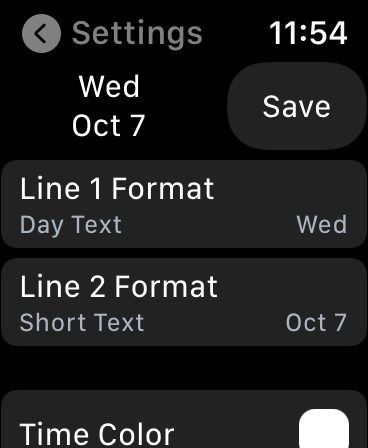 Settings 11:54
Wed
Oct 7
Save
Line 1 Format
Day Text Wed
Line 2 Format
Short Text Oct 7
Time Color